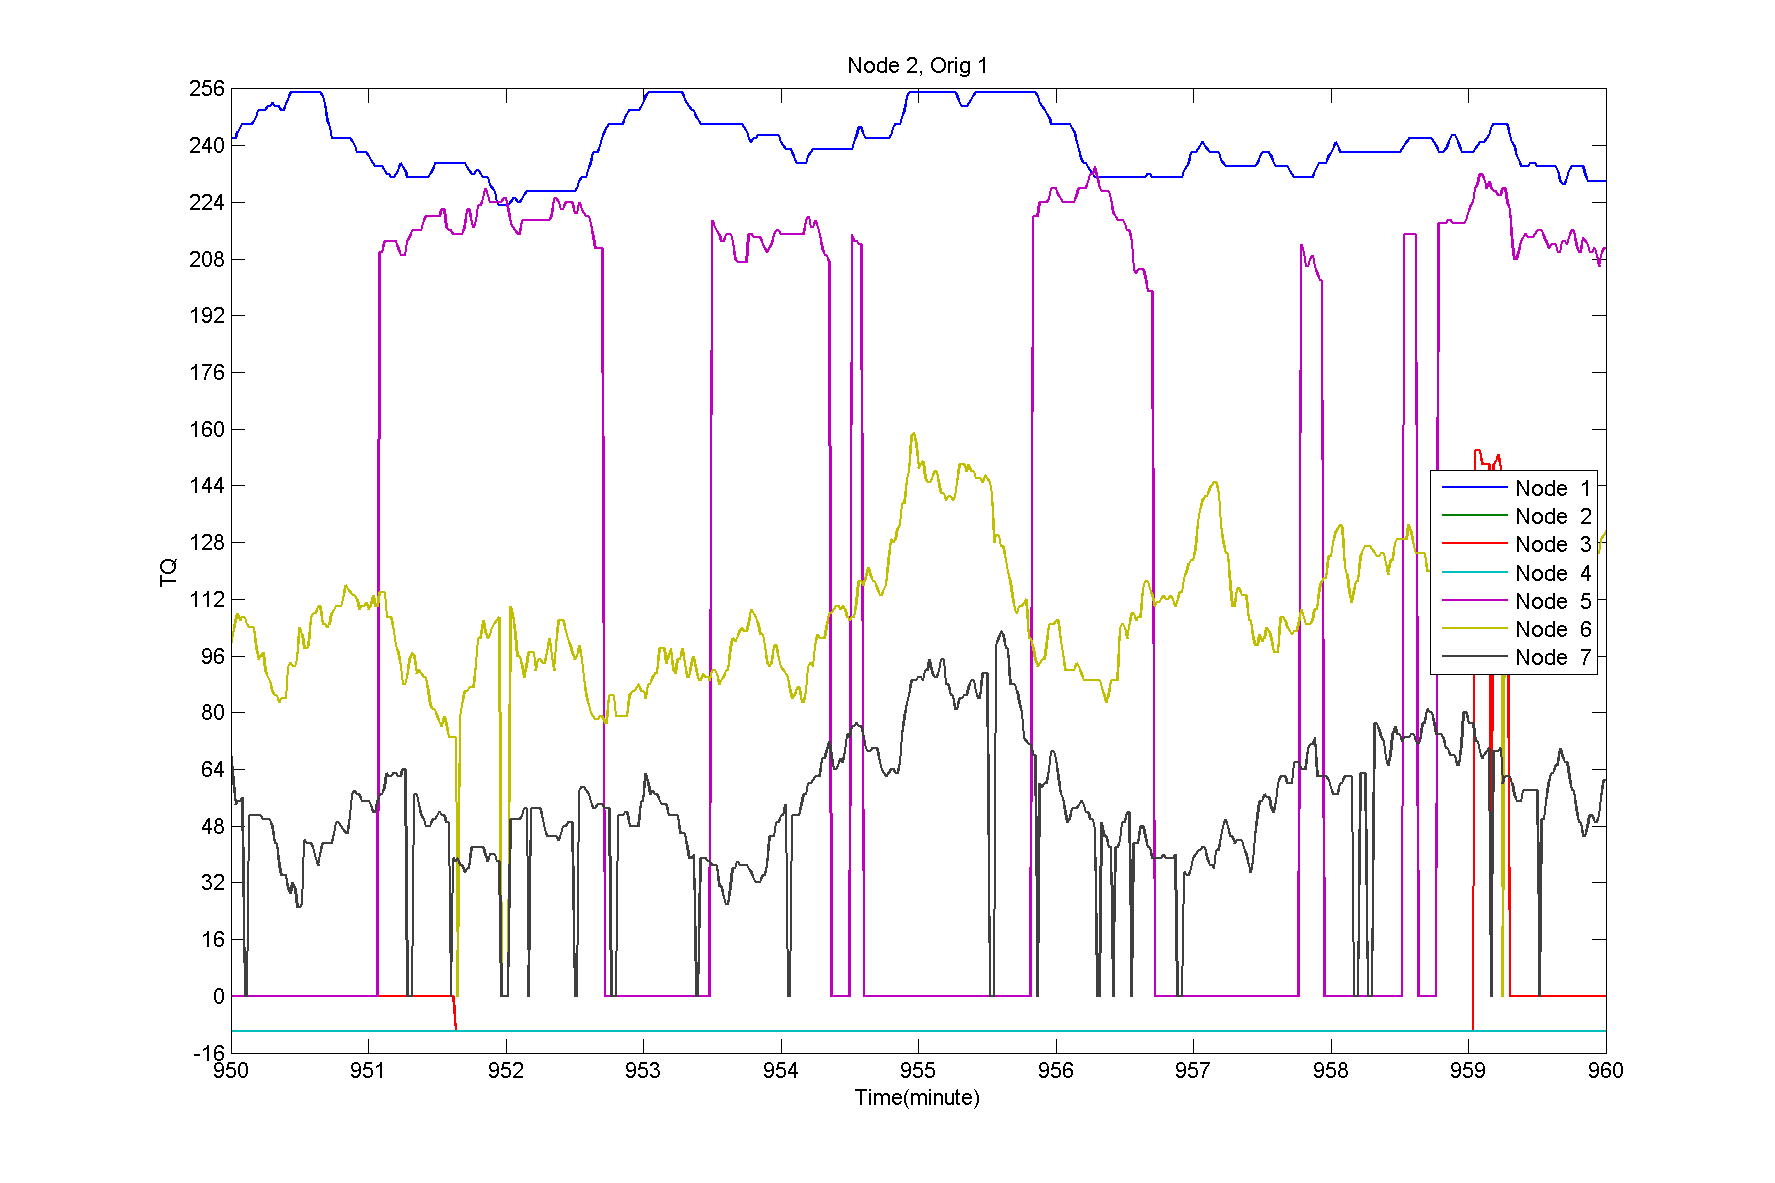 Node 2, Orig 1
256
240
224
208
192
176
160
144
128
112
96
80
64
48
32
16
0
-16
TQ
Node 1
Node 2
Node 3
Node 4
Node 5
Node 6
Node 7
950 951 952 953 954 955 956 957 958 959 960
Time(minute)